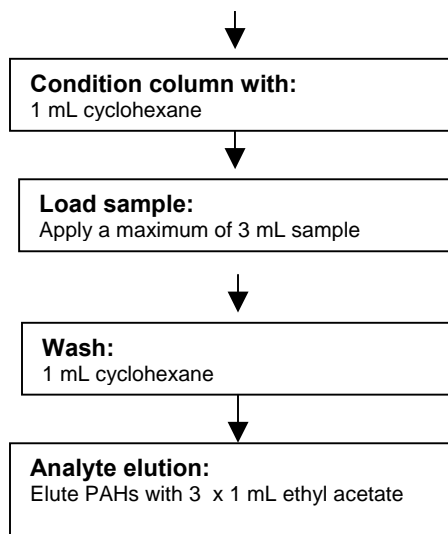 Condition column with:
1 mL cyclohexane
Load sample:
Apply a maximum of 3 mL sample
Wash:
1 mL cyclohexane
Analyte elution:
Elute PAHs with 3 x 1 mL ethyl acetate